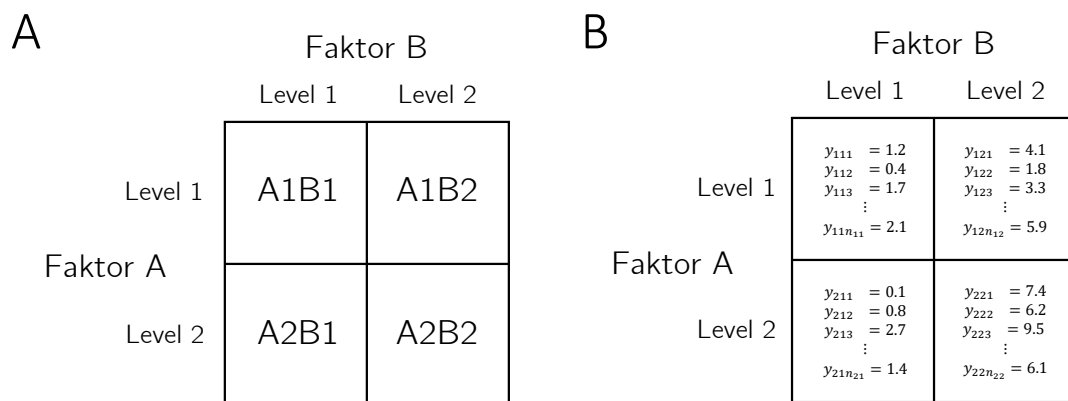 A
Faktor B
Level 1 Level 2
Level 1
A1B1 A1B2
Faktor A
Level 2
A2B1 A2B2
B
Faktor B
Level 1 Level 2
Level 1
y₁₁₁ = 1.2 y₁₂₁ = 4.1
y₁₁₂ = 0.4 y₁₂₂ = 1.8
y₁₁₃ = 1.7 y₁₂₃ = 3.3
⋮ ⋮
y₁₁ₙ₁₁ = 2.1 y₁₂ₙ₁₂ = 5.9
Faktor A
Level 2
y₂₁₁ = 0.1 y₂₂₁ = 7.4
y₂₁₂ = 0.8 y₂₂₂ = 6.2
y₂₁₃ = 2.7 y₂₂₃ = 9.5
⋮ ⋮
y₂₁ₙ₂₁ = 1.4 y₂₂ₙ₂₂ = 6.1